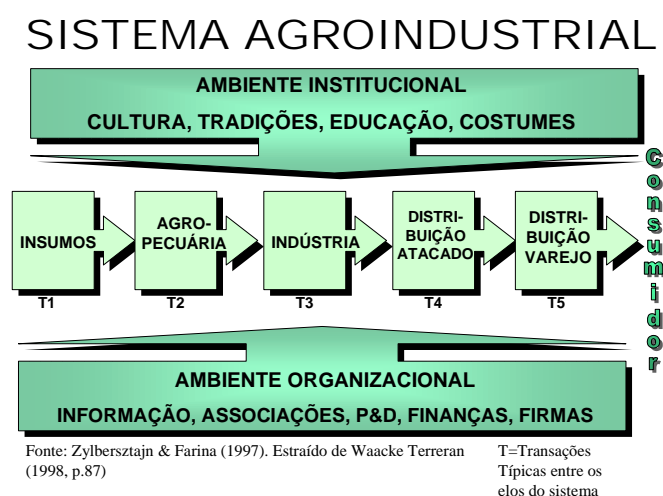 SISTEMA AGROINDUSTRIAL
AMBIENTE INSTITUCIONAL
CULTURA, TRADIÇÕES, EDUCAÇÃO, COSTUMES
INSUMOS
AGRO-
PECUÁRIA
INDÚSTRIA
DISTRI-
BUIÇÃO
ATACADO
DISTRI-
BUIÇÃO
VAREJO
Consumidor
T1
T2
T3
T4
T5
AMBIENTE ORGANIZACIONAL
INFORMAÇÃO, ASSOCIAÇÕES, P&D, FINANÇAS, FIRMAS
Fonte: Zylbersztajn & Farina (1997). Estraído de Waacke Terreran
(1998, p.87)
T=Transações
Típicas entre os
elos do sistema